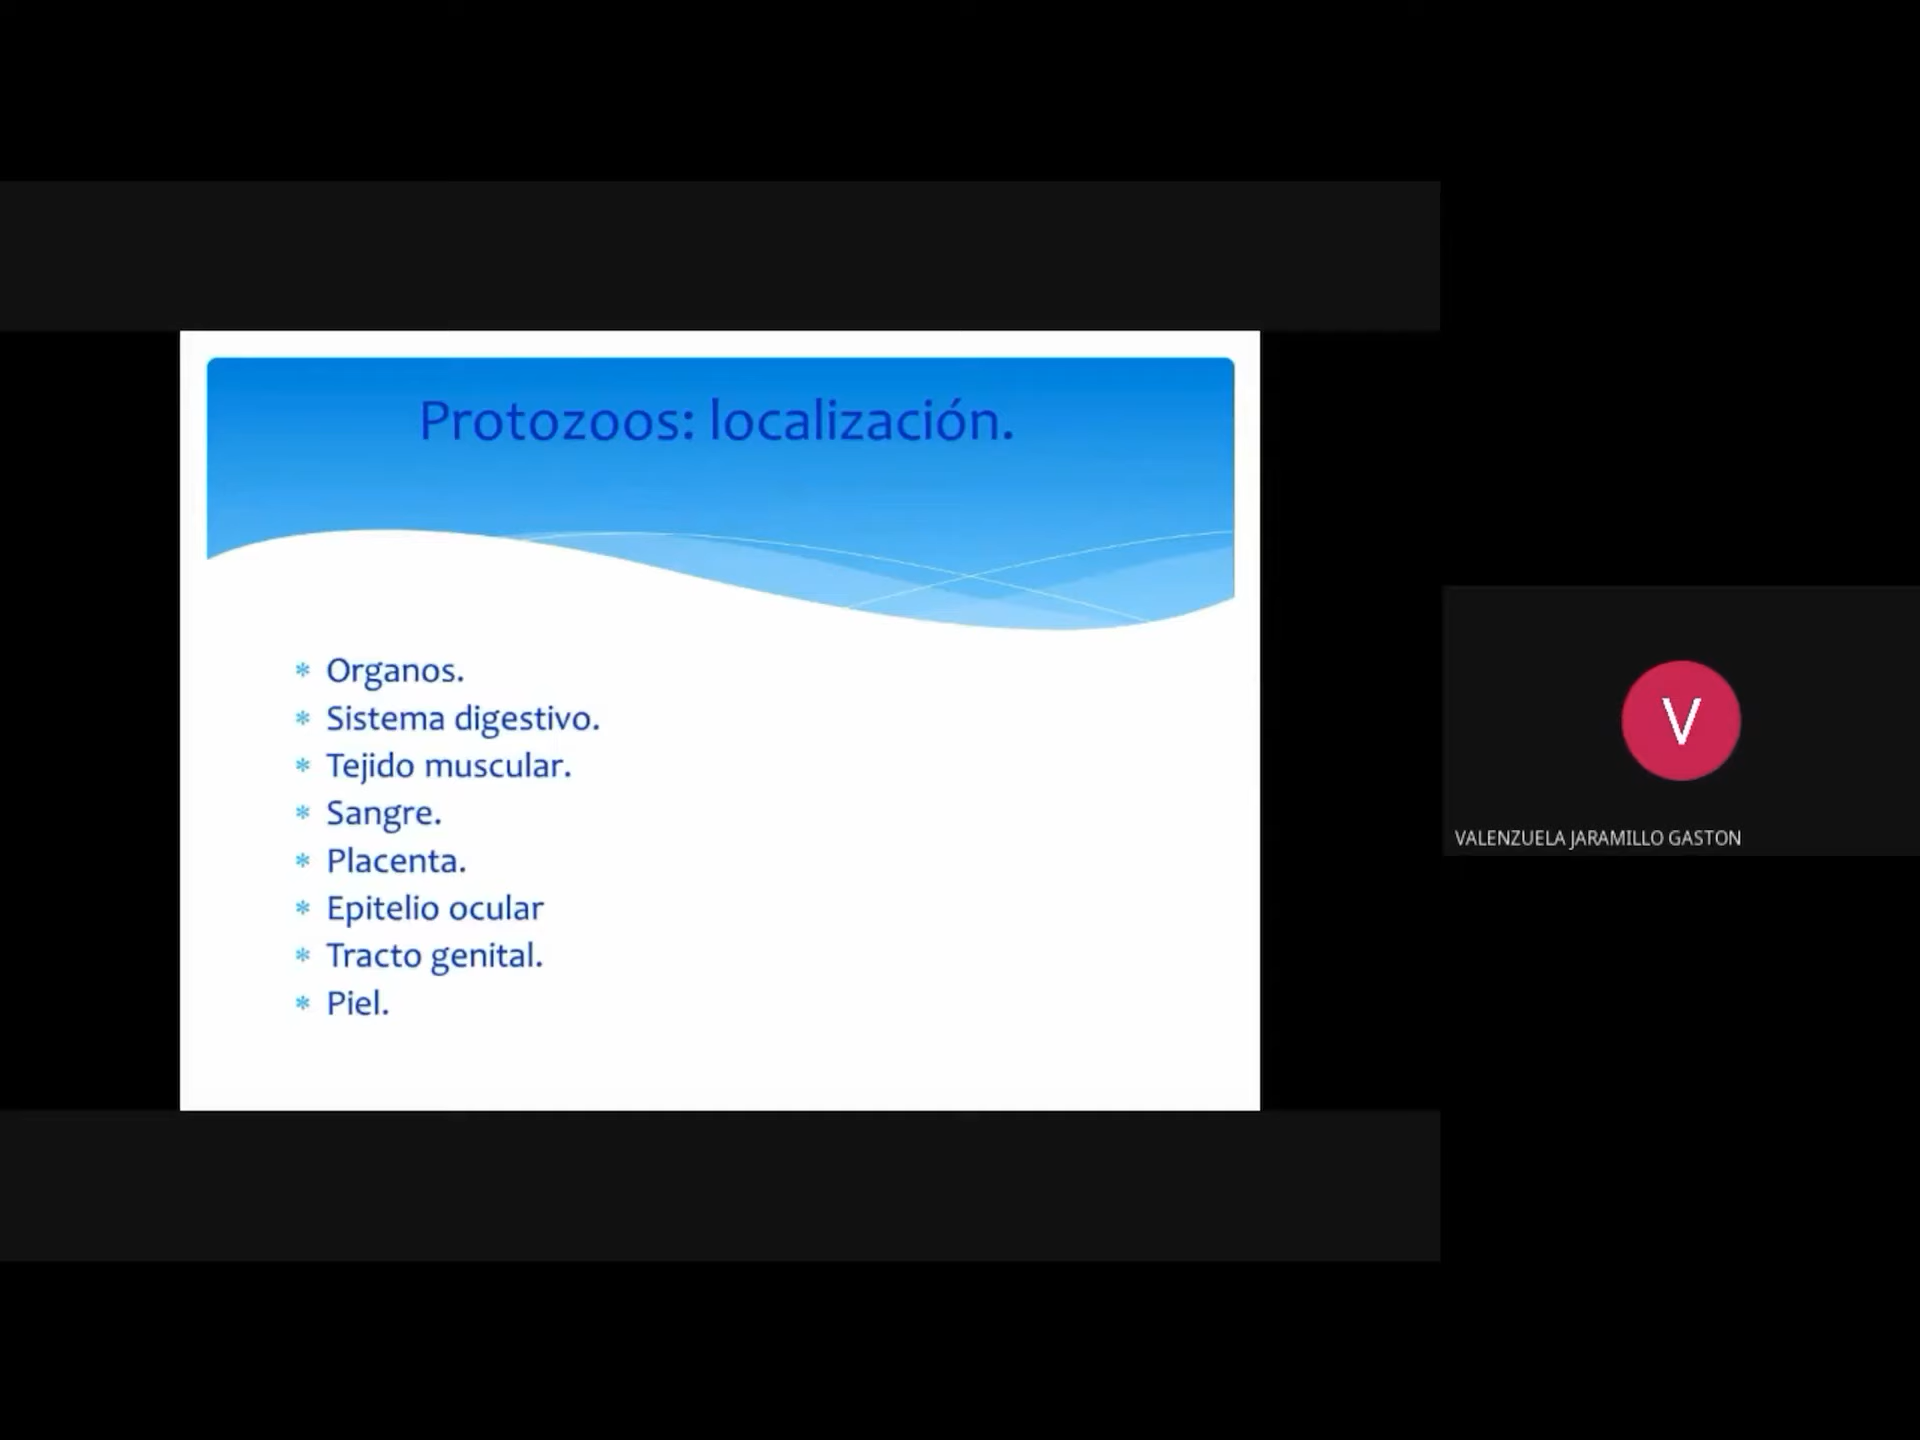 Protozoos: localización.
* Organos.
* Sistema digestivo.
* Tejido muscular.
* Sangre.
* Placenta.
* Epitelio ocular
* Tracto genital.
* Piel.
V
VALENZUELA JARAMILLO GASTON